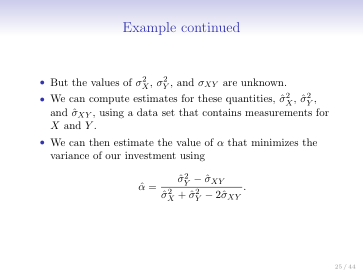 Example continued
• But the values of σ²_X, σ²_Y, and σ_XY are unknown.
• We can compute estimates for these quantities, σ̂²_X, σ̂²_Y,
and σ̂_XY, using a data set that contains measurements for
X and Y.
• We can then estimate the value of α that minimizes the
variance of our investment using
α̂ = (σ̂²_Y − σ̂_XY) / (σ̂²_X + σ̂²_Y − 2σ̂_XY).
25 / 44